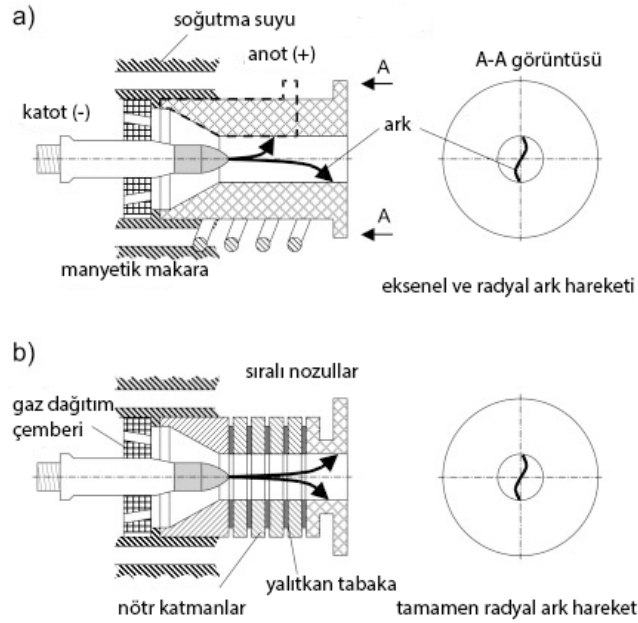 a)
soğutma suyu
anot (+)
A
A-A görüntüsü
katot (-)
ark
A
manyetik makara
eksenel ve radyal ark hareketi
b)
sıralı nozullar
gaz dağıtım
çemberi
yalıtkan tabaka
nötr katmanlar
tamamen radyal ark hareket